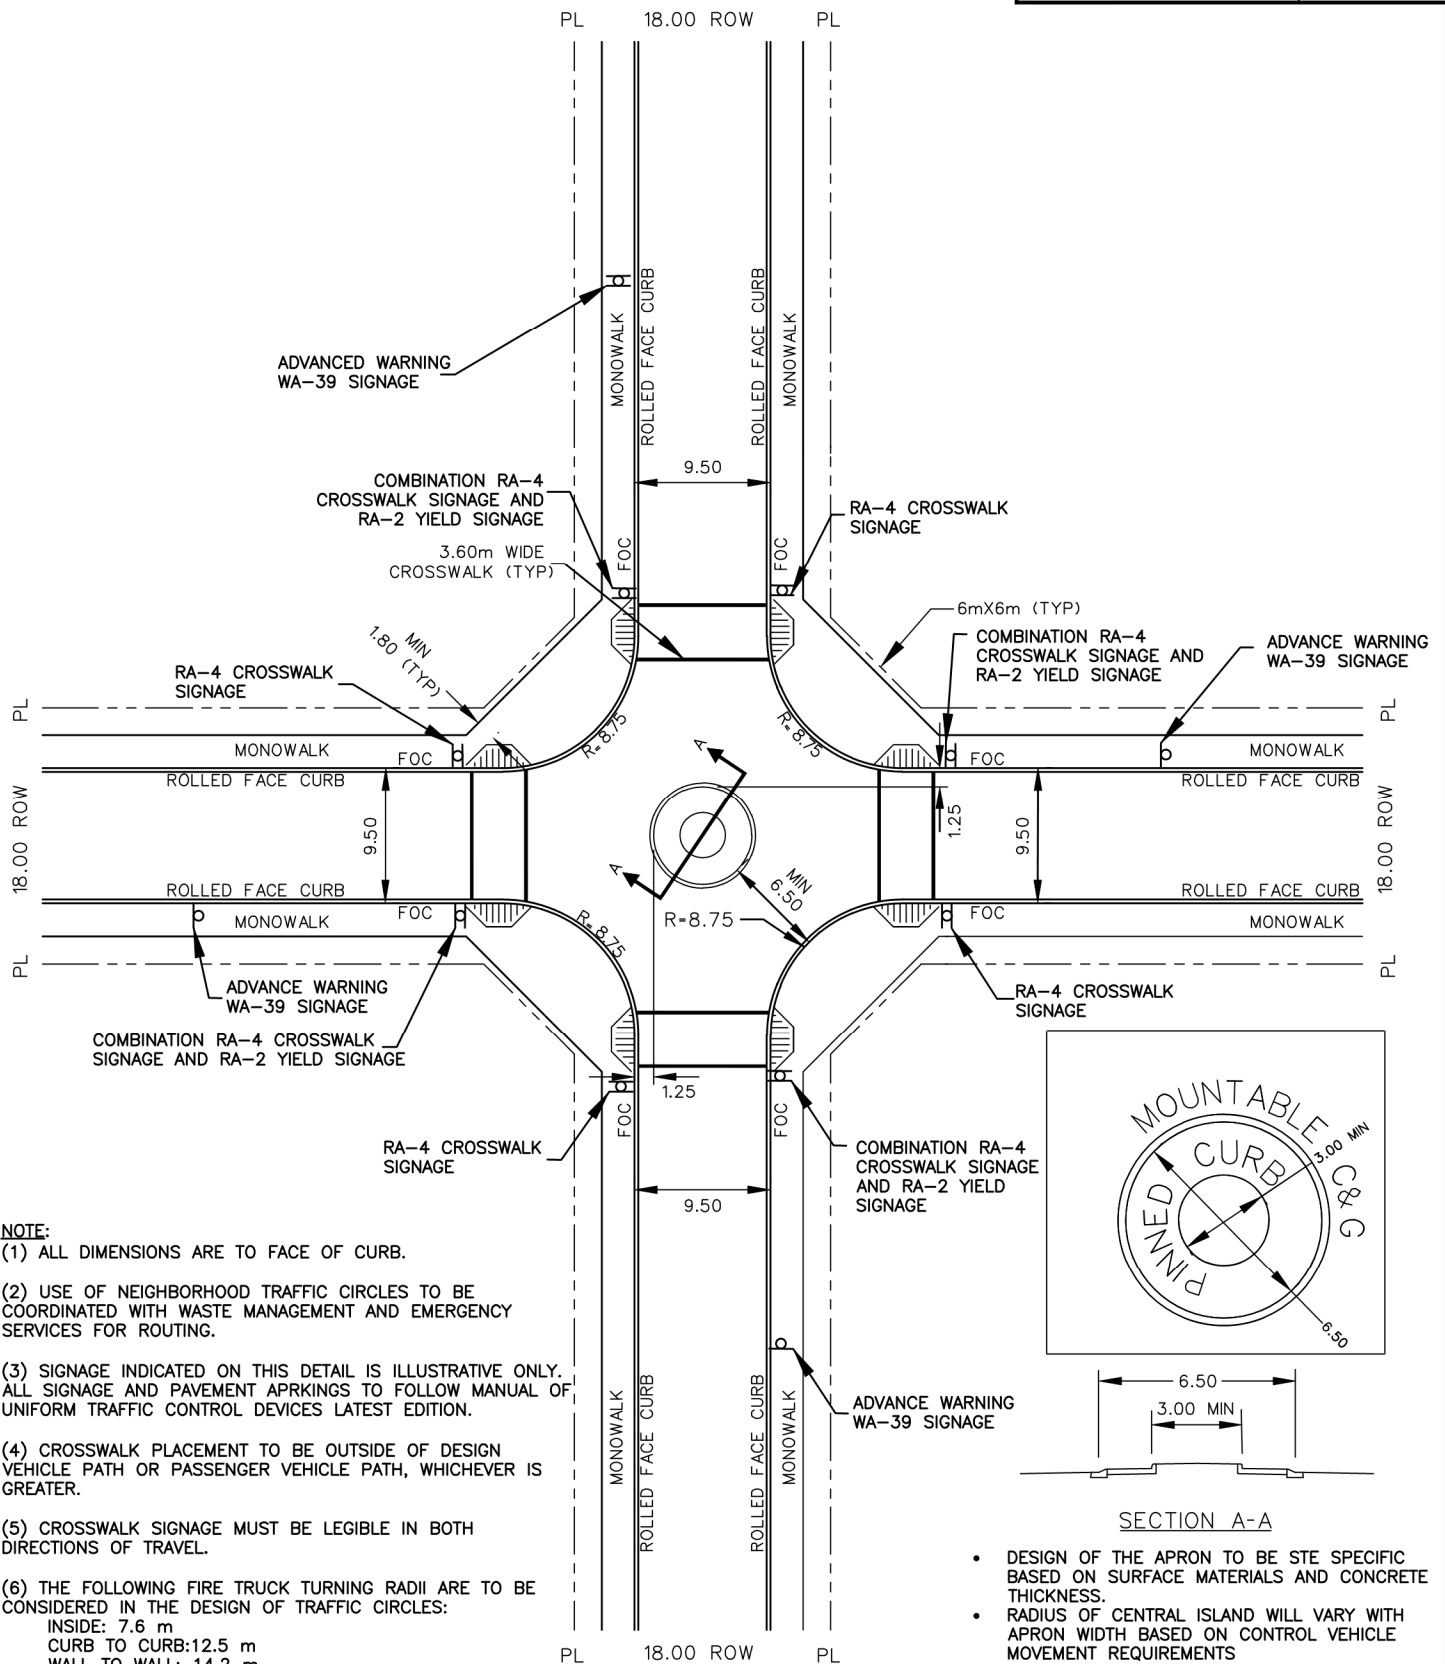 PL 18.00 ROW PL
ROLLED FACE CURB
ROLLED FACE CURB
MONOWALK
MONOWALK
ADVANCED WARNING
WA-39 SIGNAGE
9.50
COMBINATION RA-4
CROSSWALK SIGNAGE AND
RA-2 YIELD SIGNAGE
RA-4 CROSSWALK
SIGNAGE
FOC
FOC
3.60m WIDE
CROSSWALK (TYP)
6mX6m (TYP)
MIN
1.80 (TYP)
COMBINATION RA-4
CROSSWALK SIGNAGE AND
RA-2 YIELD SIGNAGE
ADVANCE WARNING
WA-39 SIGNAGE
RA-4 CROSSWALK
SIGNAGE
PL
PL
R=8.75
R=8.75
MONOWALK
FOC
FOC
MONOWALK
ROLLED FACE CURB
ROLLED FACE CURB
A
A
18.00 ROW
9.50
1.25
9.50
18.00 ROW
MIN
6.50
ROLLED FACE CURB
ROLLED FACE CURB
MONOWALK
FOC
R=8.75
R=8.75
FOC
MONOWALK
PL
PL
ADVANCE WARNING
WA-39 SIGNAGE
RA-4 CROSSWALK
SIGNAGE
COMBINATION RA-4 CROSSWALK
SIGNAGE AND RA-2 YIELD SIGNAGE
1.25
FOC
FOC
RA-4 CROSSWALK
SIGNAGE
COMBINATION RA-4
CROSSWALK SIGNAGE
AND RA-2 YIELD
SIGNAGE
9.50
MOUNTABLE C&G
PINNED CURB
3.00 MIN
6.50
NOTE:
(1) ALL DIMENSIONS ARE TO FACE OF CURB.
(2) USE OF NEIGHBORHOOD TRAFFIC CIRCLES TO BE
COORDINATED WITH WASTE MANAGEMENT AND EMERGENCY
SERVICES FOR ROUTING.
(3) SIGNAGE INDICATED ON THIS DETAIL IS ILLUSTRATIVE ONLY.
ALL SIGNAGE AND PAVEMENT APRKINGS TO FOLLOW MANUAL OF
UNIFORM TRAFFIC CONTROL DEVICES LATEST EDITION.
(4) CROSSWALK PLACEMENT TO BE OUTSIDE OF DESIGN
VEHICLE PATH OR PASSENGER VEHICLE PATH, WHICHEVER IS
GREATER.
(5) CROSSWALK SIGNAGE MUST BE LEGIBLE IN BOTH
DIRECTIONS OF TRAVEL.
(6) THE FOLLOWING FIRE TRUCK TURNING RADII ARE TO BE
CONSIDERED IN THE DESIGN OF TRAFFIC CIRCLES:
INSIDE: 7.6 m
CURB TO CURB:12.5 m
WALL TO WALL: 14.2 m
MONOWALK
ROLLED FACE CURB
ROLLED FACE CURB
MONOWALK
ADVANCE WARNING
WA-39 SIGNAGE
PL 18.00 ROW PL
6.50
3.00 MIN
SECTION A-A
• DESIGN OF THE APRON TO BE STE SPECIFIC
BASED ON SURFACE MATERIALS AND CONCRETE
THICKNESS.
• RADIUS OF CENTRAL ISLAND WILL VARY WITH
APRON WIDTH BASED ON CONTROL VEHICLE
MOVEMENT REQUIREMENTS